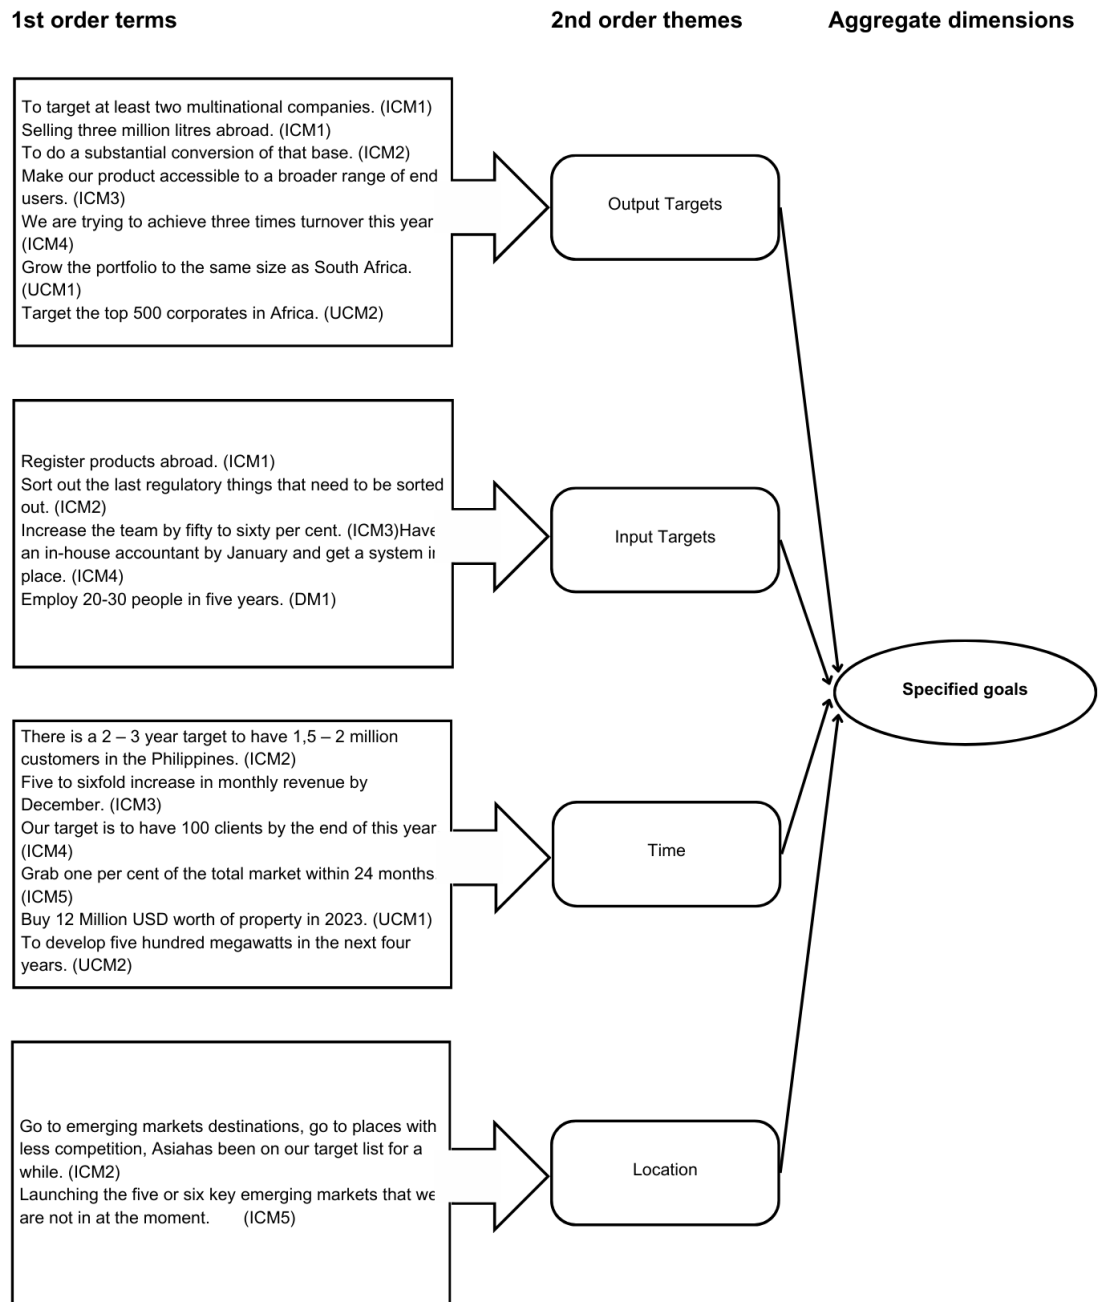 1st order terms
2nd order themes
Aggregate dimensions
To target at least two multinational companies. (ICM1)
Selling three million litres abroad. (ICM1)
To do a substantial conversion of that base. (ICM2)
Make our product accessible to a broader range of end
users. (ICM3)
We are trying to achieve three times turnover this year
(ICM4)
Grow the portfolio to the same size as South Africa.
(UCM1)
Target the top 500 corporates in Africa. (UCM2)
Output Targets
Register products abroad. (ICM1)
Sort out the last regulatory things that need to be sorted
out. (ICM2)
Increase the team by fifty to sixty per cent. (ICM3)Have
an in-house accountant by January and get a system in
place. (ICM4)
Employ 20-30 people in five years. (DM1)
Input Targets
Specified goals
There is a 2 – 3 year target to have 1,5 – 2 million
customers in the Philippines. (ICM2)
Five to sixfold increase in monthly revenue by
December. (ICM3)
Our target is to have 100 clients by the end of this year
(ICM4)
Grab one per cent of the total market within 24 months.
(ICM5)
Buy 12 Million USD worth of property in 2023. (UCM1)
To develop five hundred megawatts in the next four
years. (UCM2)
Time
Go to emerging markets destinations, go to places with
less competition, Asiahas been on our target list for a
while. (ICM2)
Launching the five or six key emerging markets that we
are not in at the moment. (ICM5)
Location